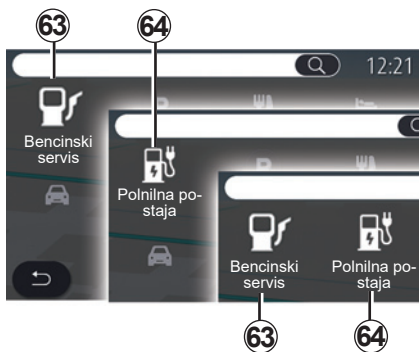 63
64
12:21
Bencinski
servis
Polnilna po-
staja
Bencinski
servis
Polnilna po-
staja
63
64